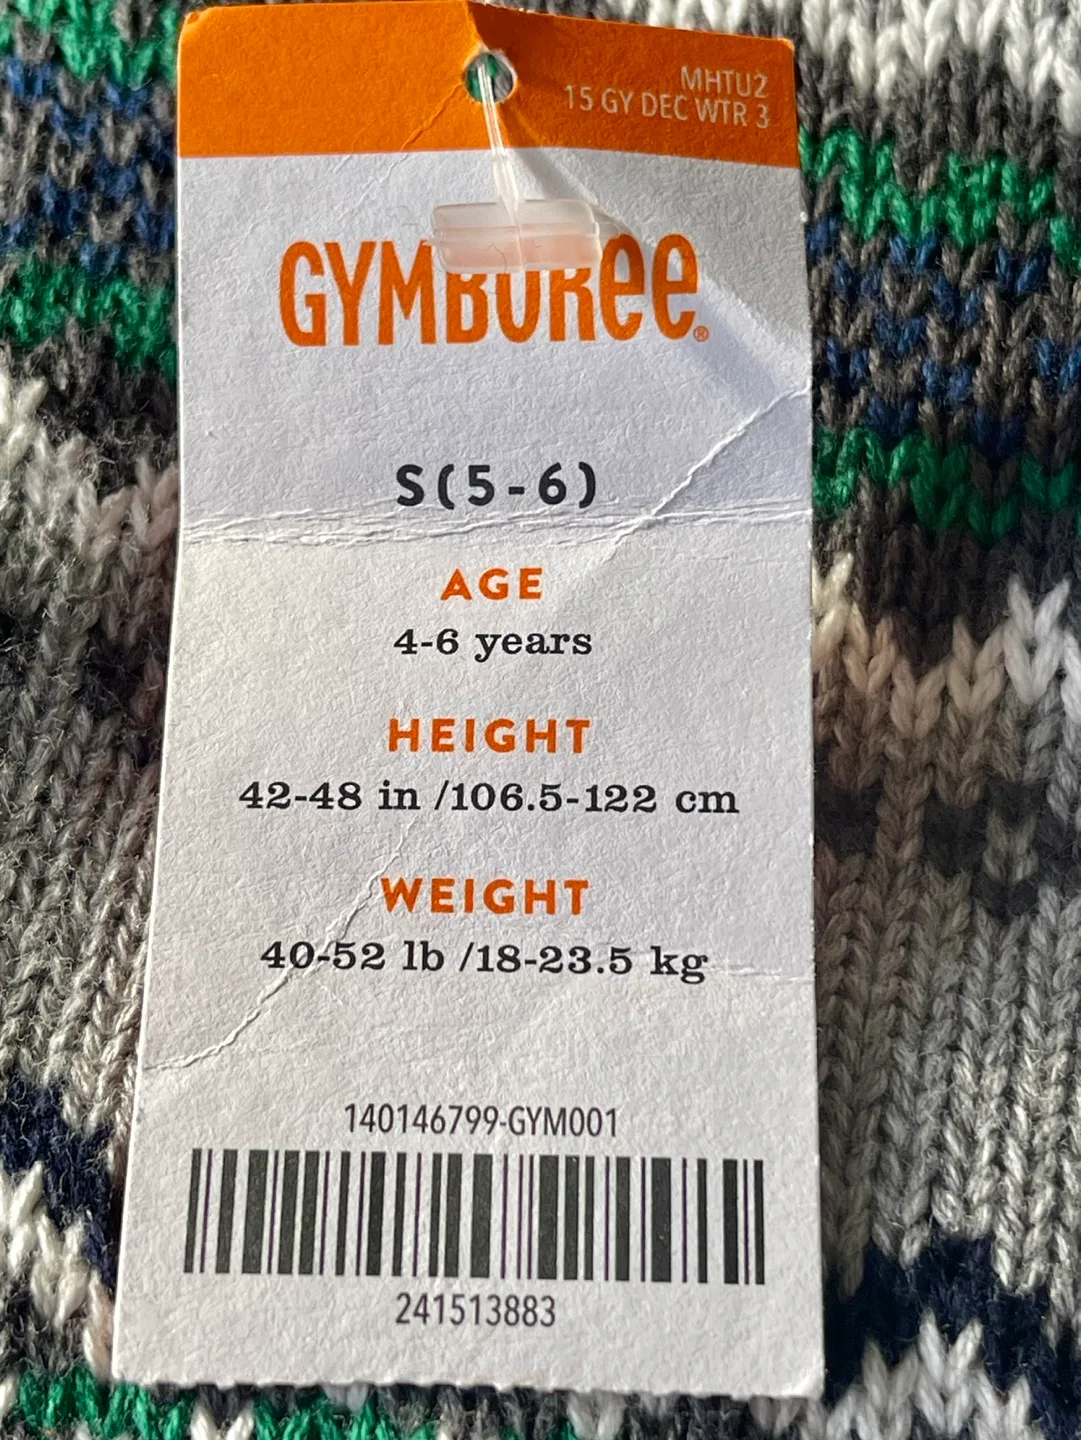 MHTU2
15 GY DEC WTR 3
GYMBOREE®
S(5-6)
AGE
4-6 years
HEIGHT
42-48 in /106.5-122 cm
WEIGHT
40-52 lb /18-23.5 kg
140146799-GYM001
241513883